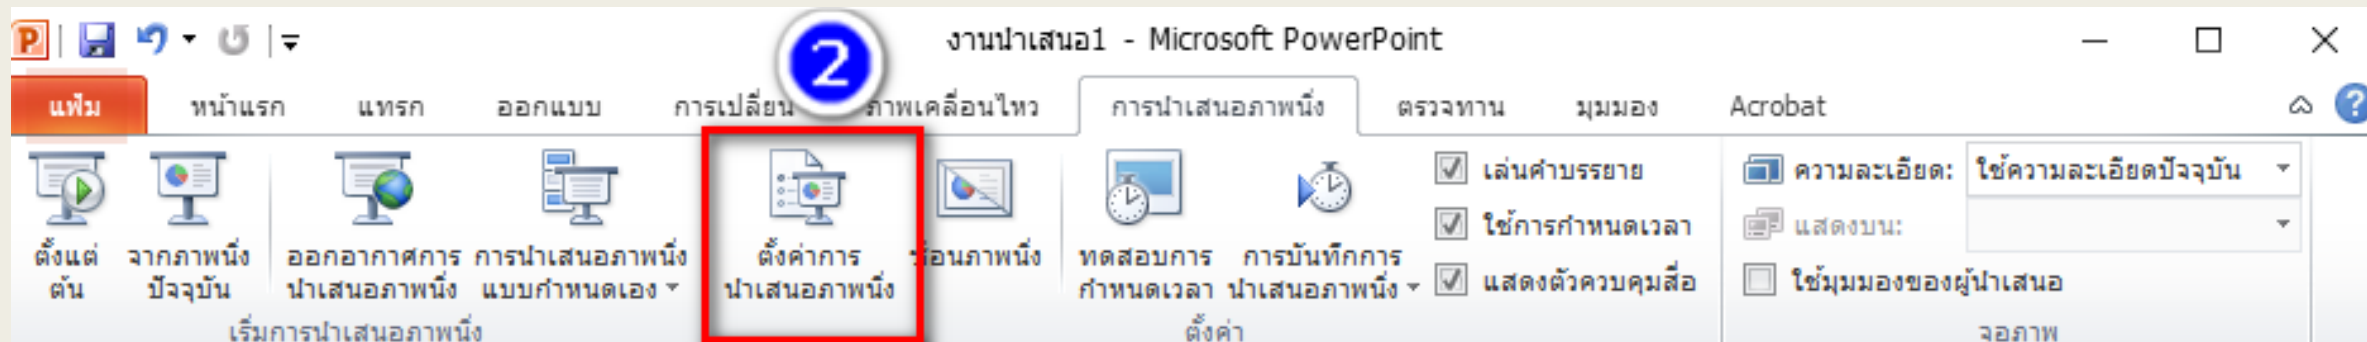 งานนำเสนอ1 - Microsoft PowerPoint
2
แฟ้ม หน้าแรก แทรก ออกแบบ การเปลี่ยน ภาพเคลื่อนไหว การนำเสนอภาพนิ่ง ตรวจทาน มุมมอง Acrobat
ตั้งแต่ต้น
จากภาพนิ่งปัจจุบัน
ออกอากาศการนำเสนอภาพนิ่ง
การนำเสนอภาพนิ่งแบบกำหนดเอง
เริ่มการนำเสนอภาพนิ่ง
ตั้งค่าการ
นำเสนอภาพนิ่ง
ซ่อนภาพนิ่ง
ทดสอบการ
กำหนดเวลา
การบันทึกการ
นำเสนอภาพนิ่ง
เล่นคำบรรยาย
ใช้การกำหนดเวลา
แสดงตัวควบคุมสื่อ
ตั้งค่า
ความละเอียด: ใช้ความละเอียดปัจจุบัน
แสดงบน:
ใช้มุมมองของผู้นำเสนอ
จอภาพ